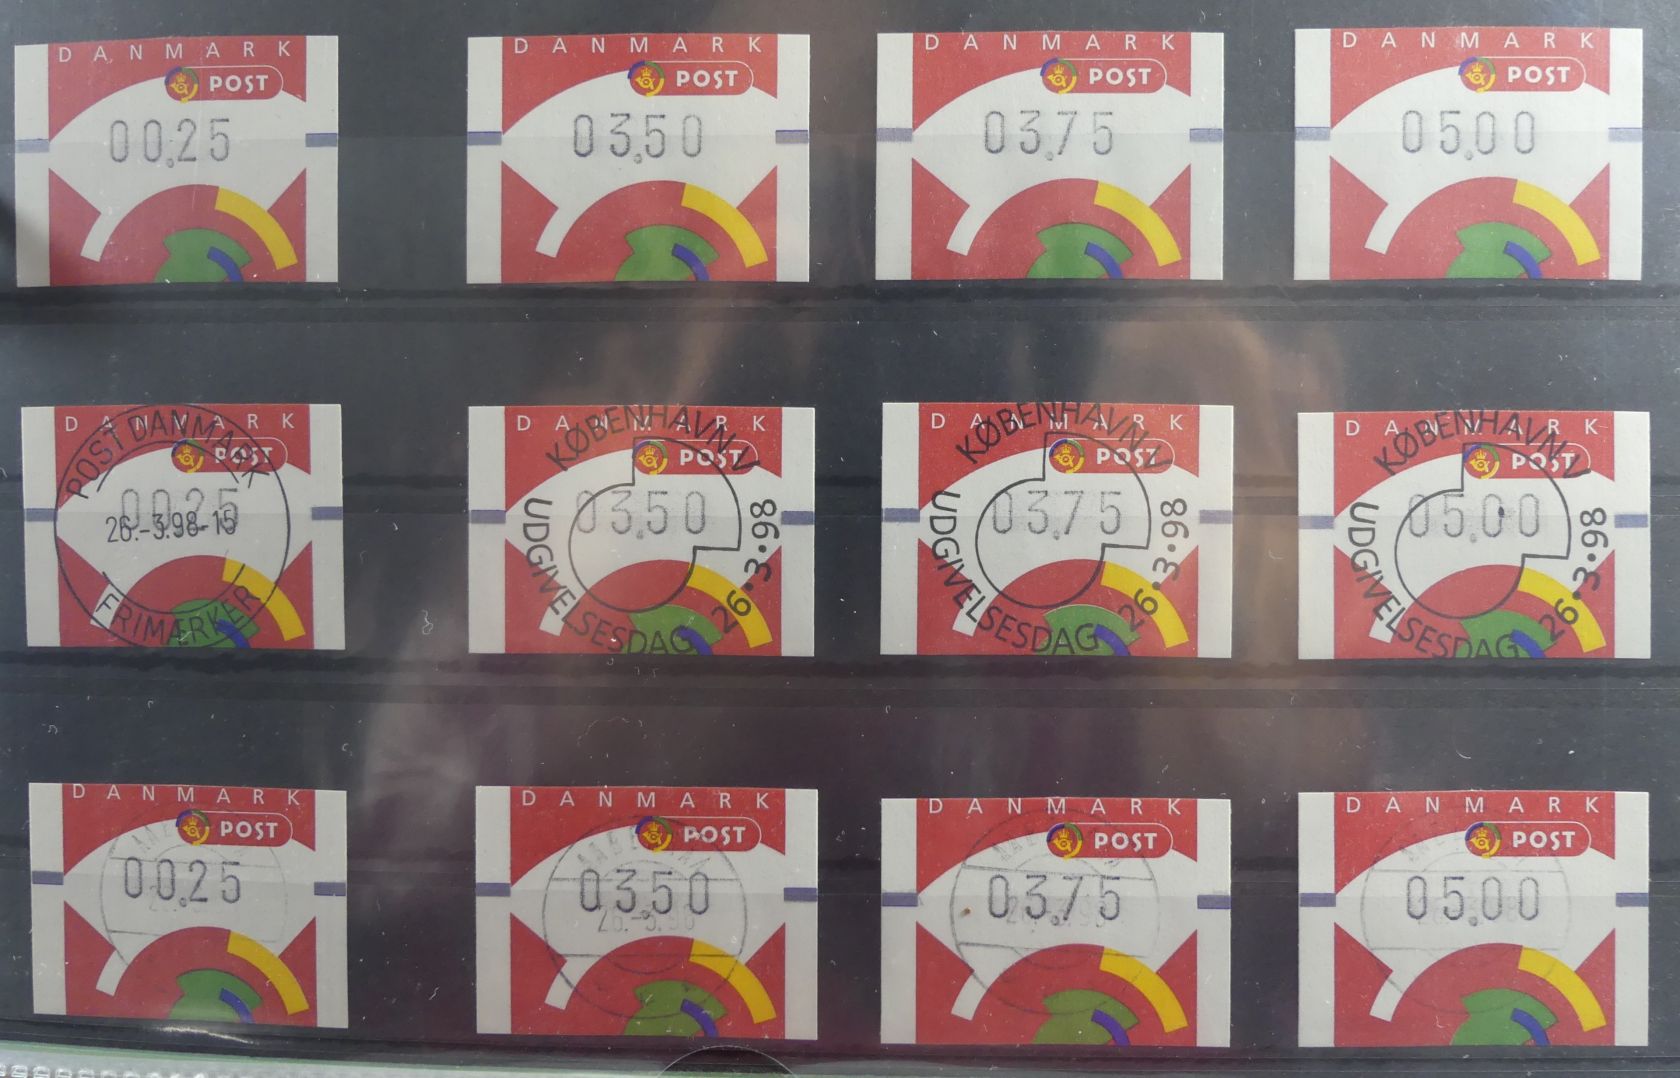 DANMARK
POST
00.25
DANMARK
POST
03.50
DANMARK
POST
03.75
DANMARK
POST
05.00
DANMARK
POST
00.25
POST DANMARK
26.-3.98-15
FRIMÆRKER
DANMARK
POST
03.50
KØBENHAVN V
26•3•98
UDGIVELSESDAG
DANMARK
POST
03.75
KØBENHAVN V
26•3•98
UDGIVELSESDAG
DANMARK
POST
05.00
KØBENHAVN V
26•3•98
UDGIVELSESDAG
DANMARK
POST
00.25
DANMARK
POST
03.50
DANMARK
POST
03.75
DANMARK
POST
05.00